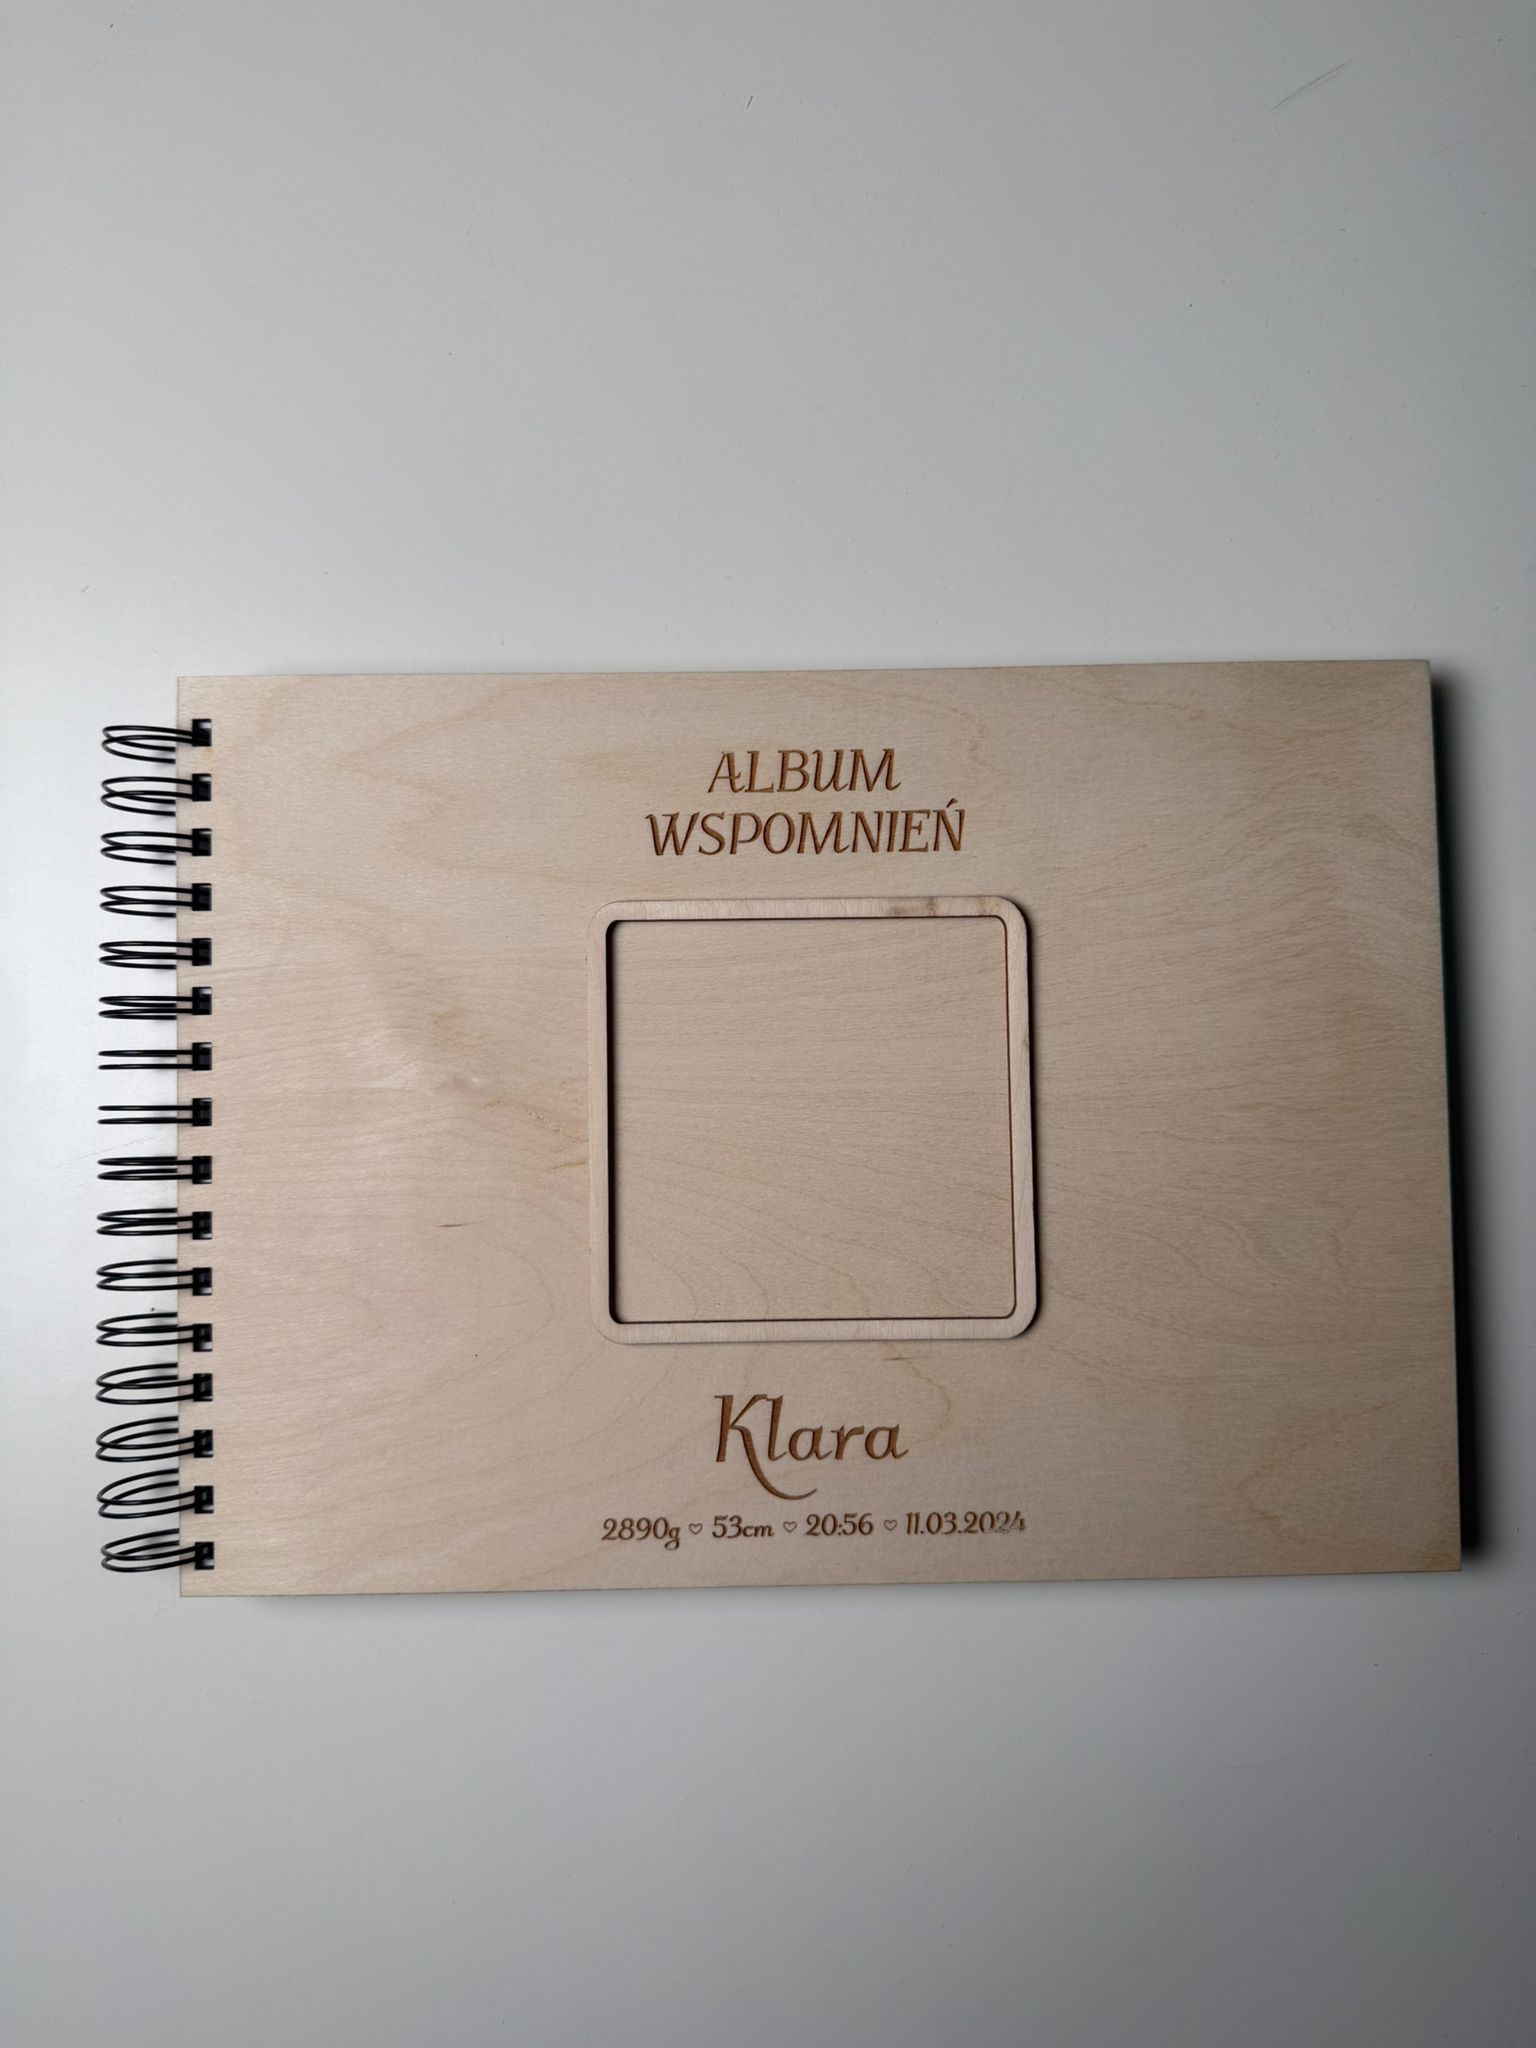 ALBUM
WSPOMNIEŃ
Klara
2890g ♡ 53cm ♡ 20:56 ♡ 11.03.2024